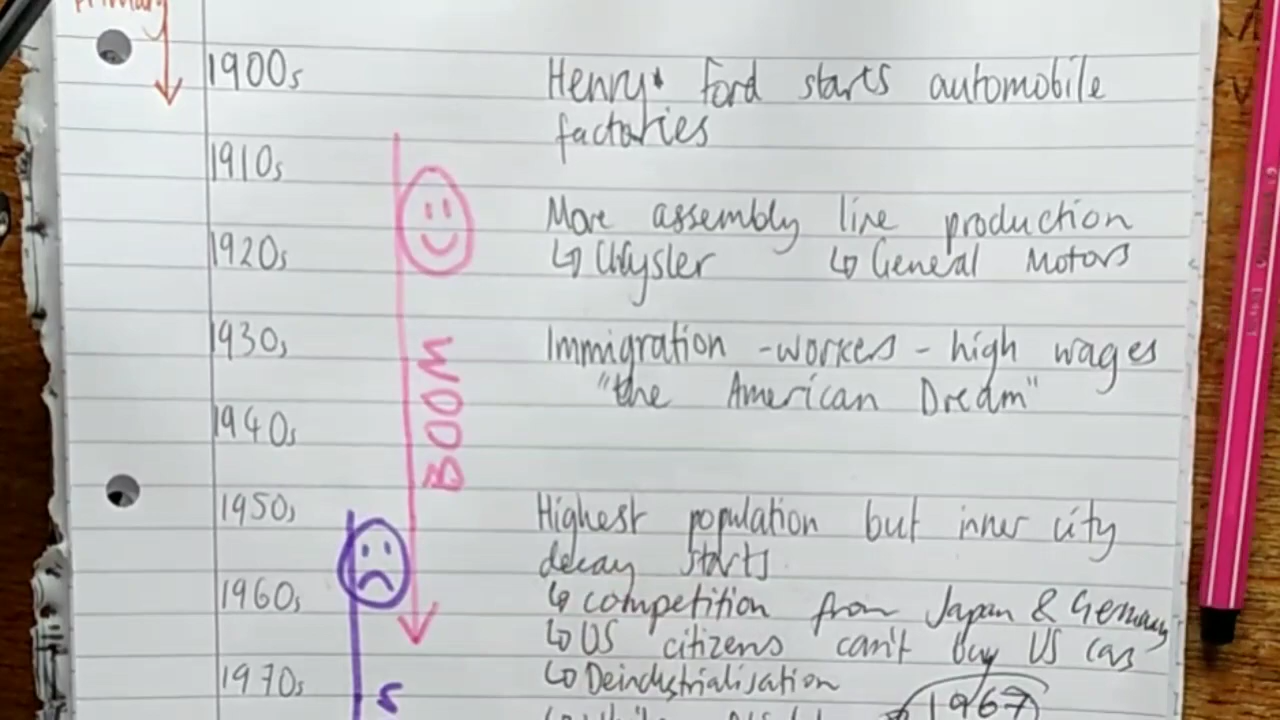 primary
1900s Henry Ford starts automobile
factories
1910s
More assembly line production
1920s ↳ Chrysler ↳ General Motors
1930s Immigration - workers - high wages
"the American Dream"
BOOM
1940s
1950s Highest population but inner city
decay starts
1960s ↳ competition from Japan & Germany
↳ US citizens can't buy US cars
1970s ↳ Deindustrialisation
1967